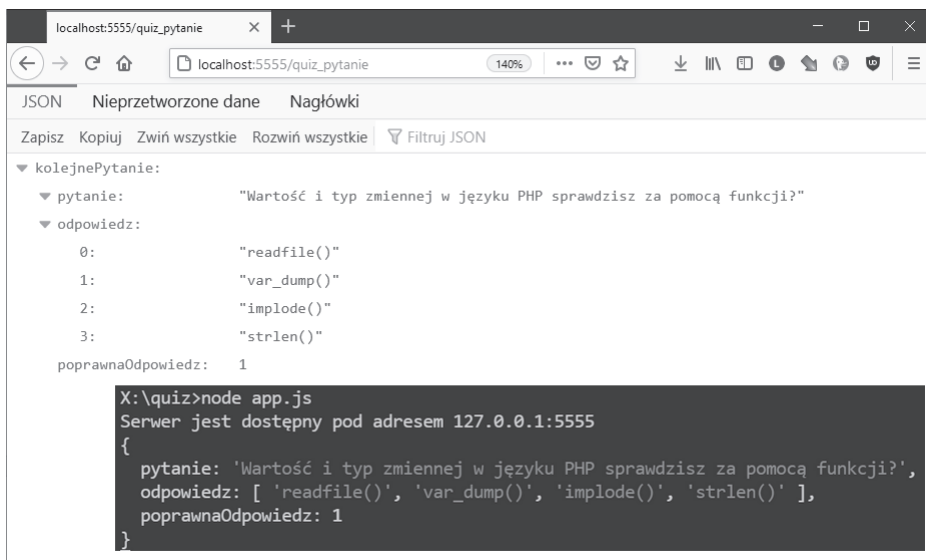 localhost:5555/quiz_pytanie
localhost:5555/quiz_pytanie 140%
JSON Nieprzetworzone dane Nagłówki
Zapisz Kopiuj Zwiń wszystkie Rozwiń wszystkie Filtruj JSON
kolejnePytanie:
pytanie: "Wartość i typ zmiennej w języku PHP sprawdzisz za pomocą funkcji?"
odpowiedz:
0: "readfile()"
1: "var_dump()"
2: "implode()"
3: "strlen()"
poprawnaOdpowiedz: 1
X:\quiz>node app.js
Serwer jest dostępny pod adresem 127.0.0.1:5555
{
pytanie: 'Wartość i typ zmiennej w języku PHP sprawdzisz za pomocą funkcji?',
odpowiedz: [ 'readfile()', 'var_dump()', 'implode()', 'strlen()' ],
poprawnaOdpowiedz: 1
}